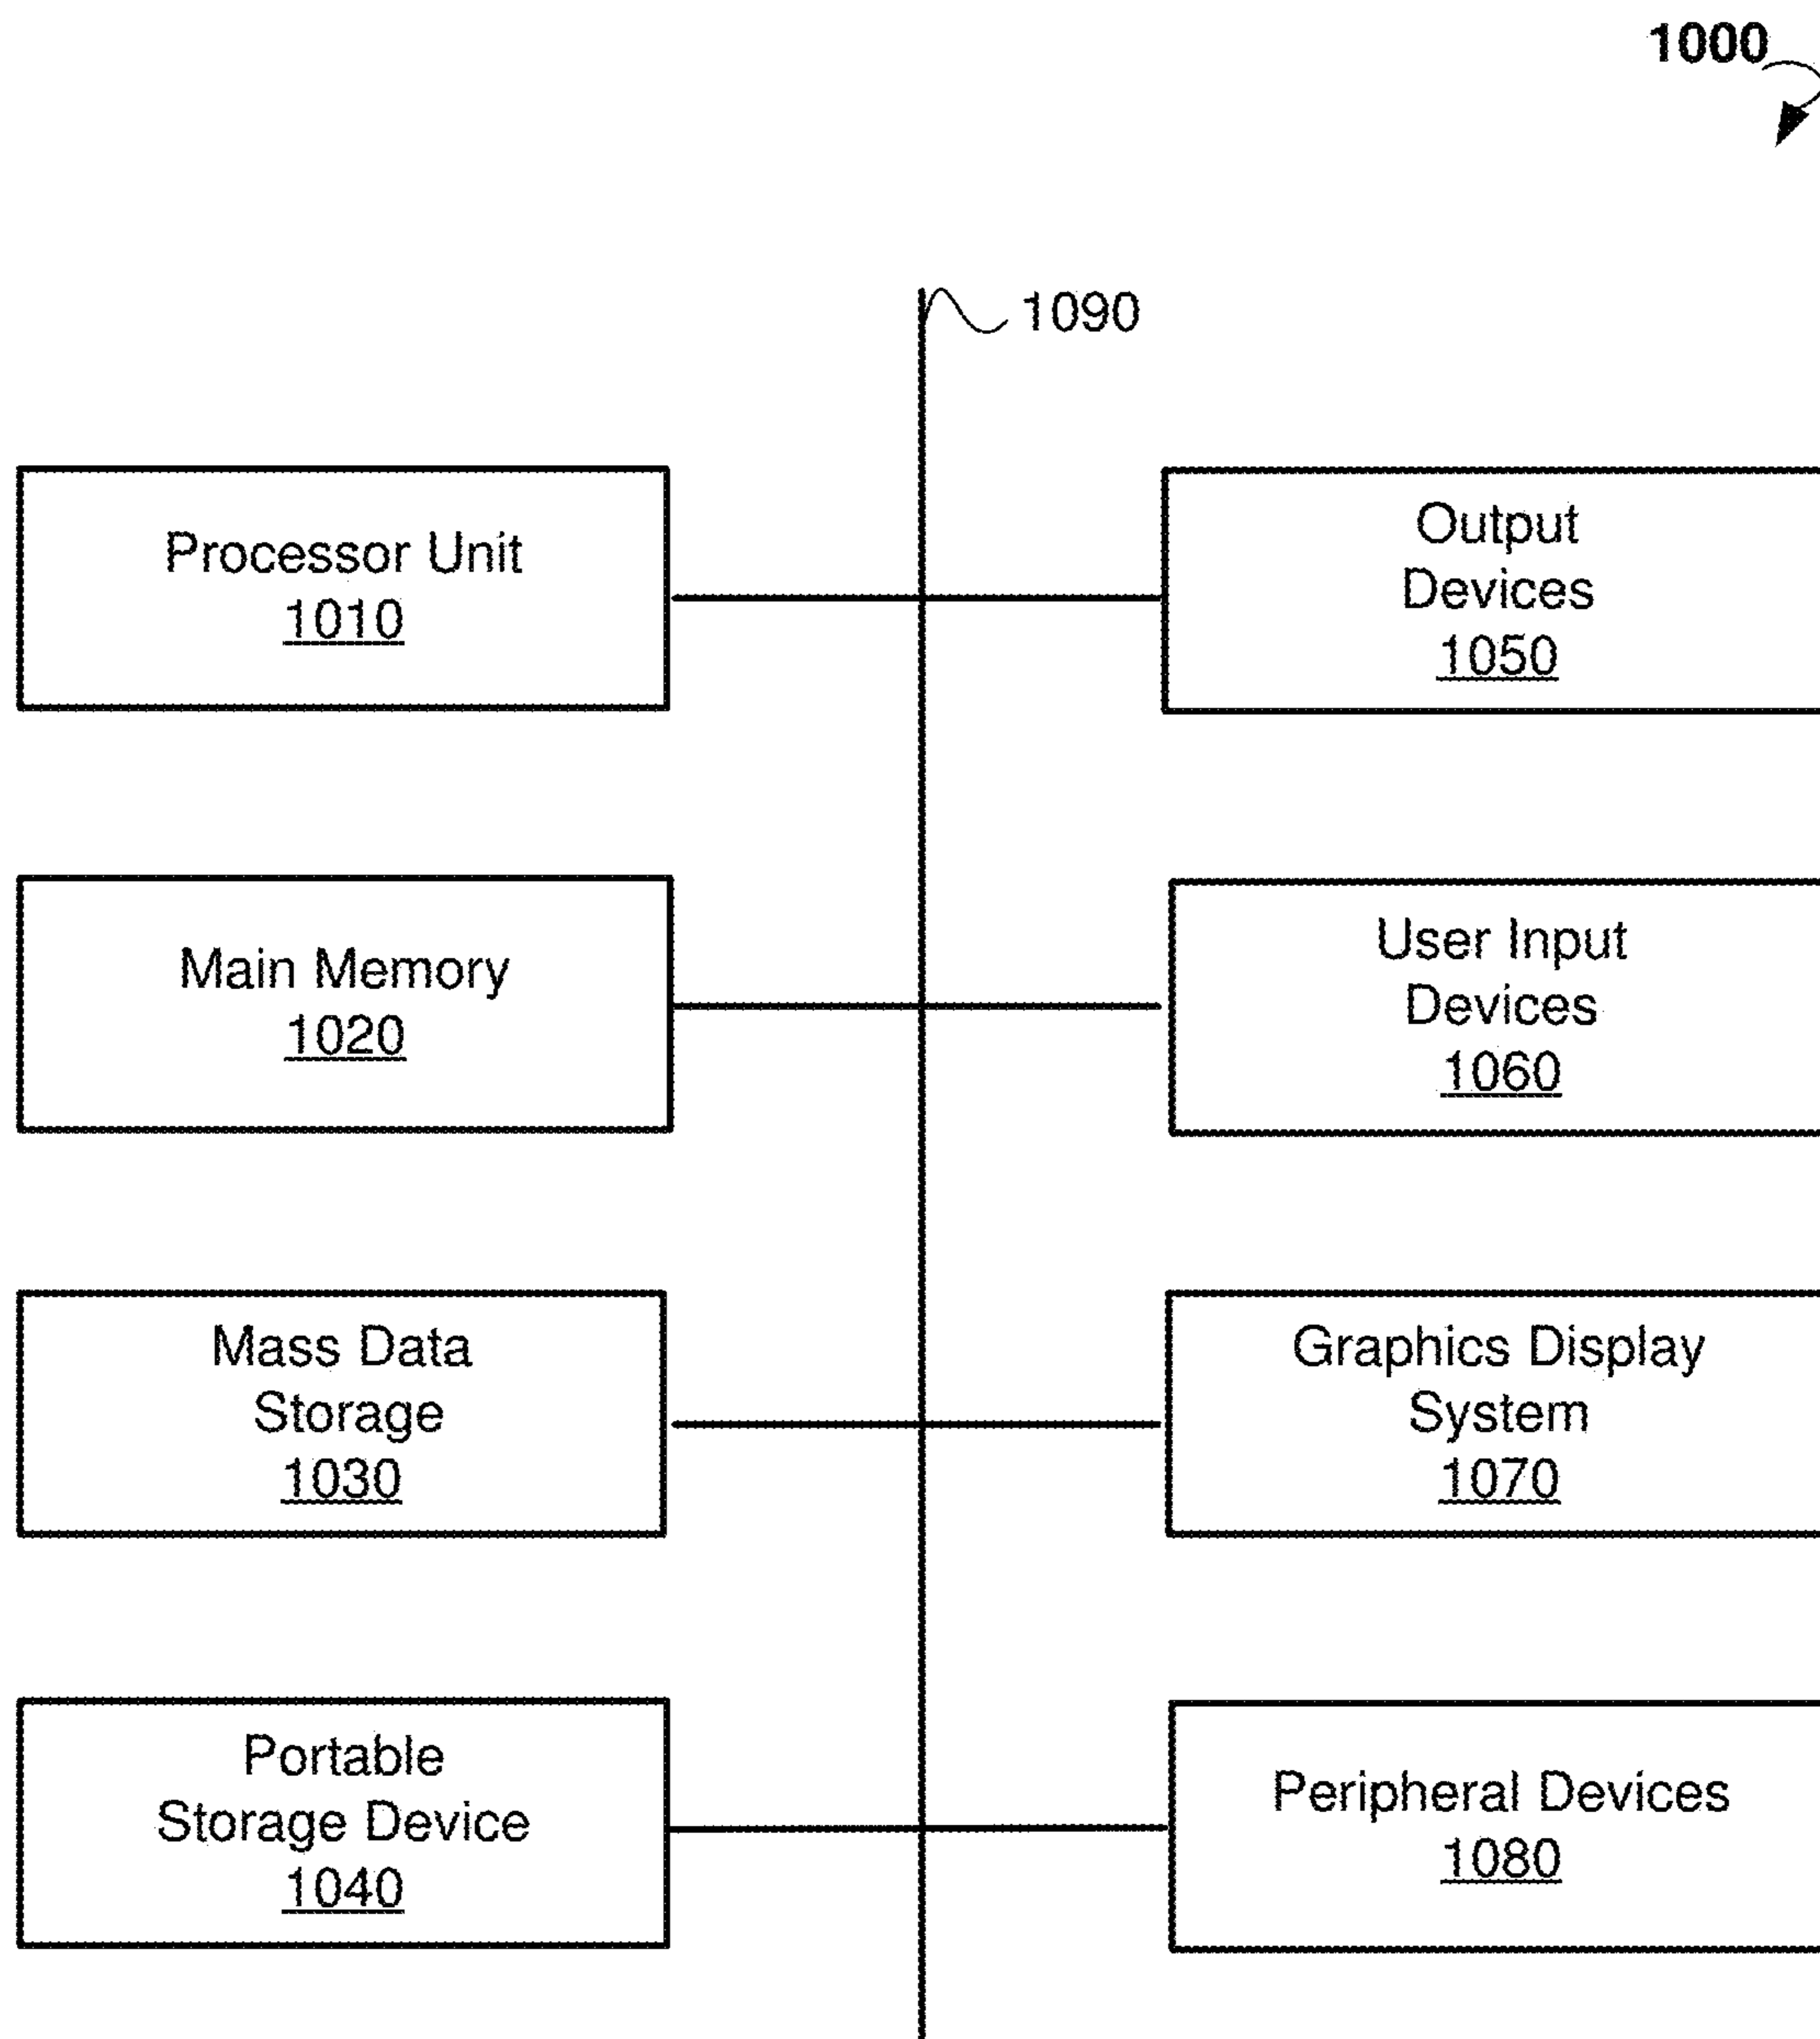 1000
1090
Processor Unit
1010
Output
Devices
1050
Main Memory
1020
User Input
Devices
1060
Mass Data
Storage
1030
Graphics Display
System
1070
Portable
Storage Device
1040
Peripheral Devices
1080